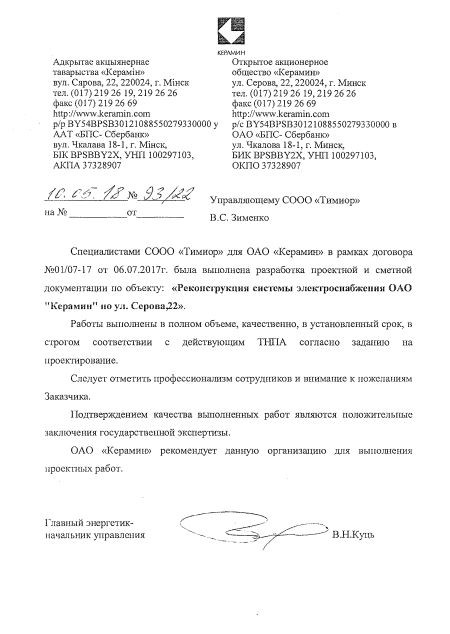 КЕРАМИН
Адкрытае акцыянернае
таварыства «Керамiн»
вул. Сярова, 22, 220024, г. Мінск
тел. (017) 219 26 19, 219 26 26
факс (017) 219 26 69
http://www.keramin.com
р/р BY54BPSB30121088550279330000 у
ААТ «БПС- Сбербанк»
вул. Чкалава 18-1, г. Мінск,
БІК BPSBBY2X, УНП 100297103,
АКПА 37328907
Открытое акционерное
общество «Керамин»
ул. Серова, 22, 220024, г. Минск
тел. (017) 219 26 19, 219 26 26
факс (017) 219 26 69
http://www.keramin.com
р/с BY54BPSB30121088550279330000 в
ОАО «БПС- Сбербанк»
ул. Чкалова 18-1, г. Минск,
БИК BPSBBY2X, УНП 100297103,
ОКПО 37328907
10.05.18 № 93/22
на № ____________от__________
Управляющему СООО «Тимиор»
В.С. Зименко
Специалистами СООО «Тимиор» для ОАО «Керамин» в рамках договора
№01/07-17 от 06.07.2017г. была выполнена разработка проектной и сметной
документации по объекту: «Реконструкция системы электроснабжения ОАО
"Керамин" по ул. Серова,22».
Работы выполнены в полном объеме, качественно, в установленный срок, в
строгом соответствии с действующим ТНПА согласно заданию на
проектирование.
Следует отметить профессионализм сотрудников и внимание к пожеланиям
Заказчика.
Подтверждением качества выполненных работ являются положительные
заключения государственной экспертизы.
ОАО «Керамин» рекомендует данную организацию для выполнения
проектных работ.
Главный энергетик-
начальник управления
В.Н.Куць